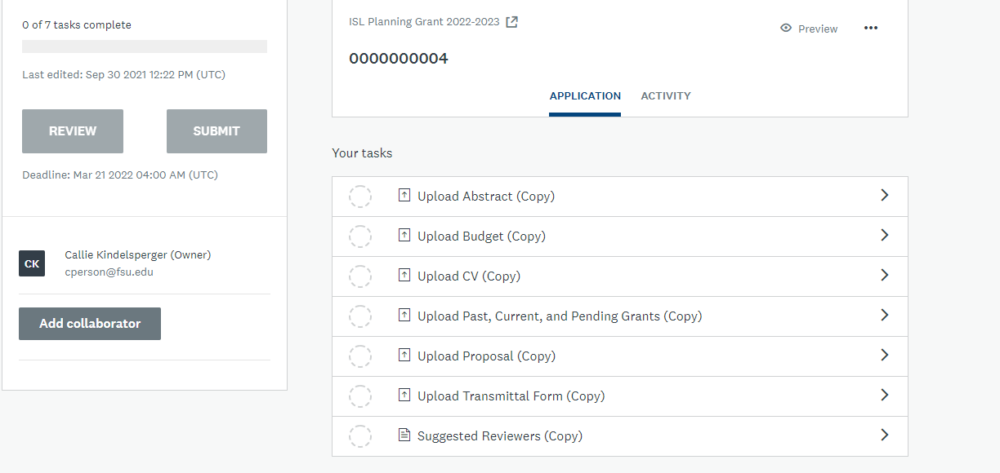 0 of 7 tasks complete
Last edited: Sep 30 2021 12:22 PM (UTC)
REVIEW
SUBMIT
Deadline: Mar 21 2022 04:00 AM (UTC)
CK
Callie Kindelsperger (Owner)
cperson@fsu.edu
Add collaborator
ISL Planning Grant 2022-2023
Preview
0000000004
APPLICATION
ACTIVITY
Your tasks
Upload Abstract (Copy)
Upload Budget (Copy)
Upload CV (Copy)
Upload Past, Current, and Pending Grants (Copy)
Upload Proposal (Copy)
Upload Transmittal Form (Copy)
Suggested Reviewers (Copy)